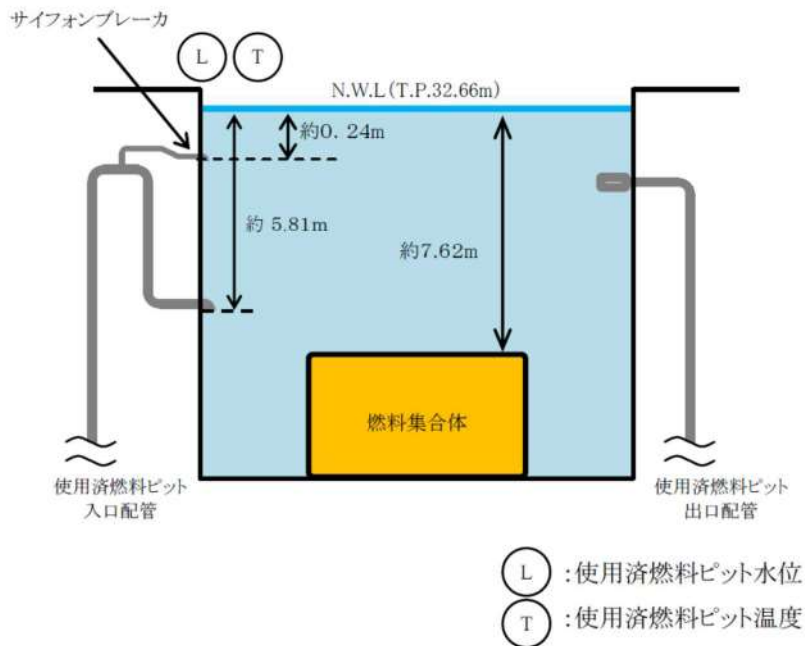 サイフォンブレーカ
L
T
N.W.L(T.P.32.66m)
約0.24m
約 5.81m
約7.62m
燃料集合体
使用済燃料ピット
入口配管
使用済燃料ピット
出口配管
L :使用済燃料ピット水位
T :使用済燃料ピット温度